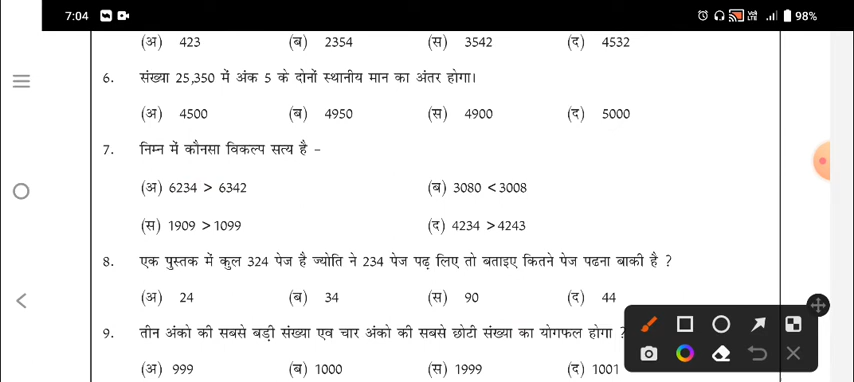 7:04 98%
(अ) 423 (ब) 2354 (स) 3542 (द) 4532
6. संख्या 25,350 में अंक 5 के दोनों स्थानीय मान का अंतर होगा।
(अ) 4500 (ब) 4950 (स) 4900 (द) 5000
7. निम्न में कौनसा विकल्प सत्य है –
(अ) 6234 > 6342 (ब) 3080 < 3008
(स) 1909 > 1099 (द) 4234 > 4243
8. एक पुस्तक में कुल 324 पेज है ज्योति ने 234 पेज पढ़ लिए तो बताइए कितने पेज पढना बाकी है ?
(अ) 24 (ब) 34 (स) 90 (द) 44
9. तीन अंको की सबसे बड़ी संख्या एव चार अंको की सबसे छोटी संख्या का योगफल होगा ?
(अ) 999 (ब) 1000 (स) 1999 (द) 1001